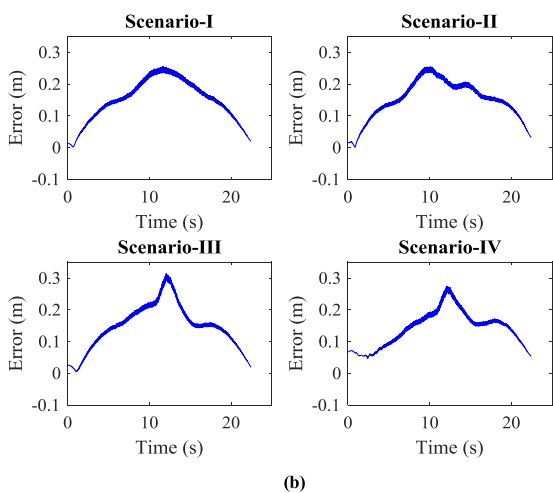 Scenario-I
Scenario-II
Error (m)
0.3
0.2
0.1
0
-0.1
0
10
20
Time (s)
Error (m)
0.3
0.2
0.1
0
-0.1
0
10
20
Time (s)
Scenario-III
Scenario-IV
Error (m)
0.3
0.2
0.1
0
-0.1
0
10
20
Time (s)
Error (m)
0.3
0.2
0.1
0
-0.1
0
10
20
Time (s)
(b)